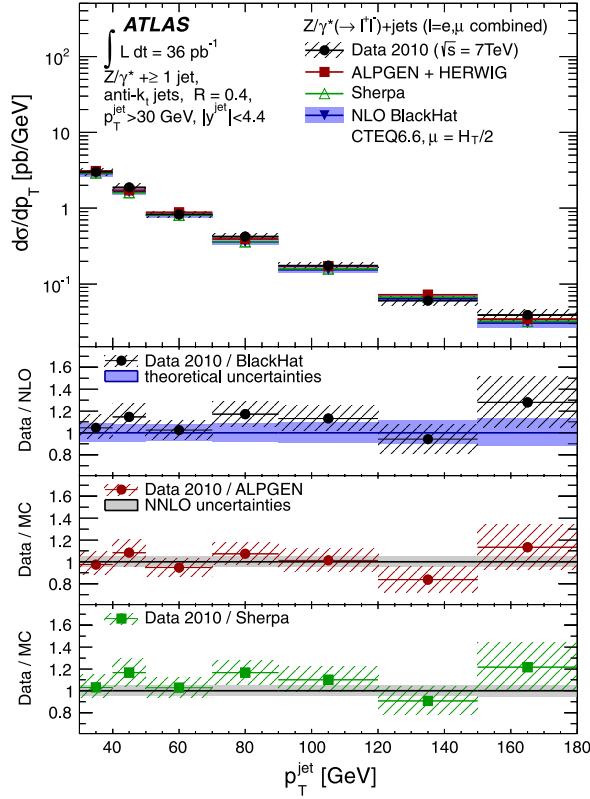 ATLAS
∫ L dt = 36 pb⁻¹
Z/γ* +≥ 1 jet,
anti-kₜ jets, R = 0.4,
p_T^jet >30 GeV, |y^jet|<4.4
Z/γ*(→ l⁺l⁻)+jets (l=e,μ combined)
Data 2010 (√s = 7TeV)
ALPGEN + HERWIG
Sherpa
NLO BlackHat
CTEQ6.6, μ = H_T/2
dσ/dp_T [pb/GeV]
10²
10
1
10⁻¹
Data / NLO
1.6
1.4
1.2
1
0.8
Data 2010 / BlackHat
theoretical uncertainties
Data / MC
1.6
1.4
1.2
1
0.8
Data 2010 / ALPGEN
NNLO uncertainties
Data / MC
1.6
1.4
1.2
1
0.8
Data 2010 / Sherpa
40 60 80 100 120 140 160 180
p_T^jet [GeV]